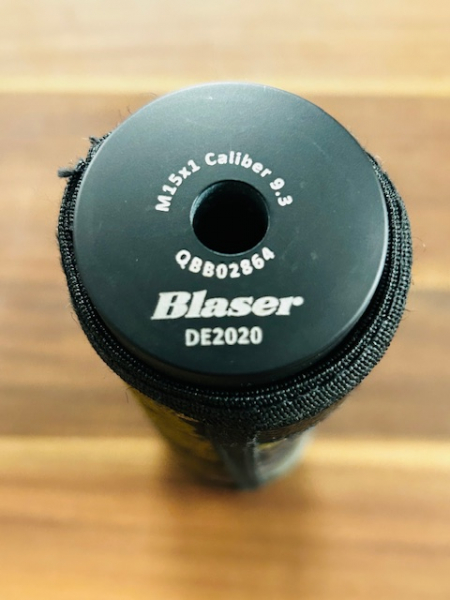 M15x1 Caliber 9.3
QBB02864
Blaser
DE2020